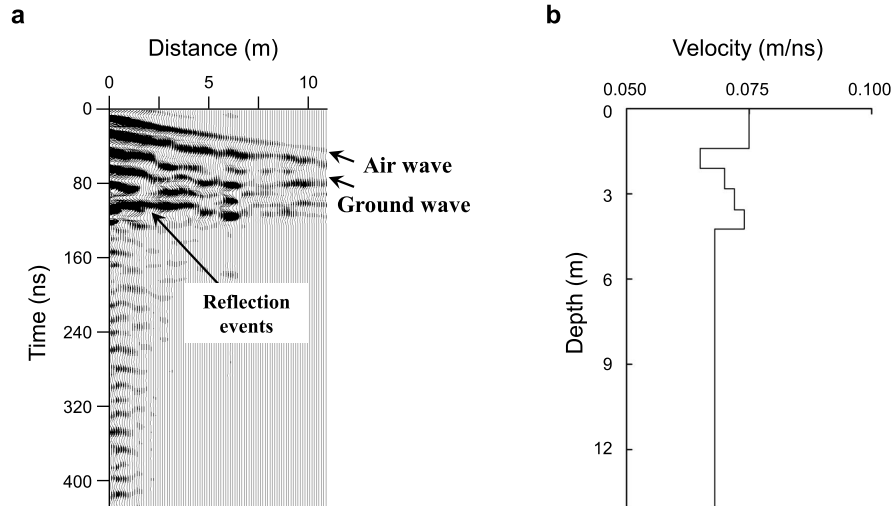 a
Distance (m)
0 5 10
Time (ns)
0
80
160
240
320
400
Air wave
Ground wave
Reflection
events
b
Velocity (m/ns)
0.050 0.075 0.100
Depth (m)
0
3
6
9
12